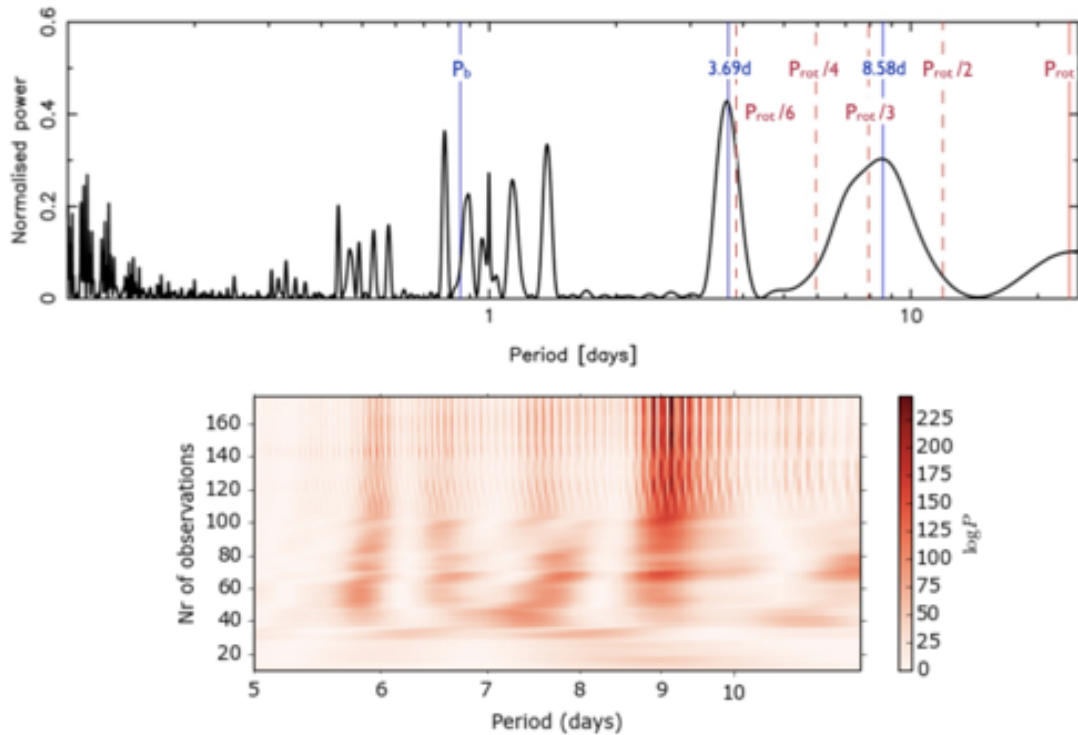 0.6
0.4
0.2
0
Normalised power
P_b
3.69d
P_rot /4
8.58d
P_rot /2
P_rot
P_rot /6
P_rot /3
1
10
Period [days]
160
140
120
100
80
60
40
20
Nr of observations
225
200
175
150
125
100
75
50
25
0
log P
5
6
7
8
9
10
Period (days)